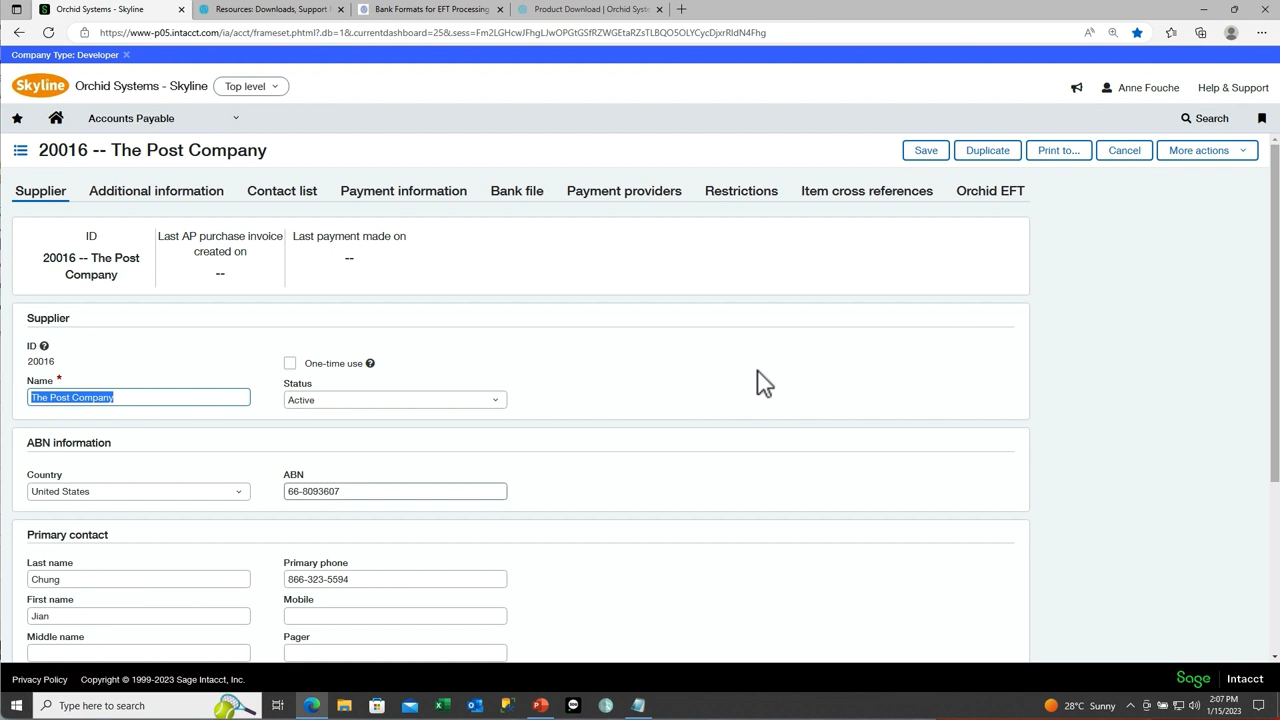 Orchid Systems - Skyline
Resources: Downloads, Support
Bank Formats for EFT Processing
Product Download | Orchid Syste
Company Type: Developer
Skyline
Orchid Systems - Skyline
Top level
Anne Fouche
Help & Support
Accounts Payable
Search
20016 -- The Post Company
Save
Duplicate
Print to...
Cancel
More actions
Supplier
Additional information
Contact list
Payment information
Bank file
Payment providers
Restrictions
Item cross references
Orchid EFT
ID
20016 -- The Post
Company
Last AP purchase invoice
created on
--
Last payment made on
--
Supplier
ID
20016
One-time use
Name *
The Post Company
Status
Active
ABN information
Country
United States
ABN
66-8093607
Primary contact
Last name
Chung
Primary phone
866-323-5594
First name
Jian
Mobile
Middle name
Pager
Privacy Policy
Copyright © 1999-2023 Sage Intacct, Inc.
Sage
Intacct
Type here to search
28°C Sunny
2:07 PM
1/15/2023